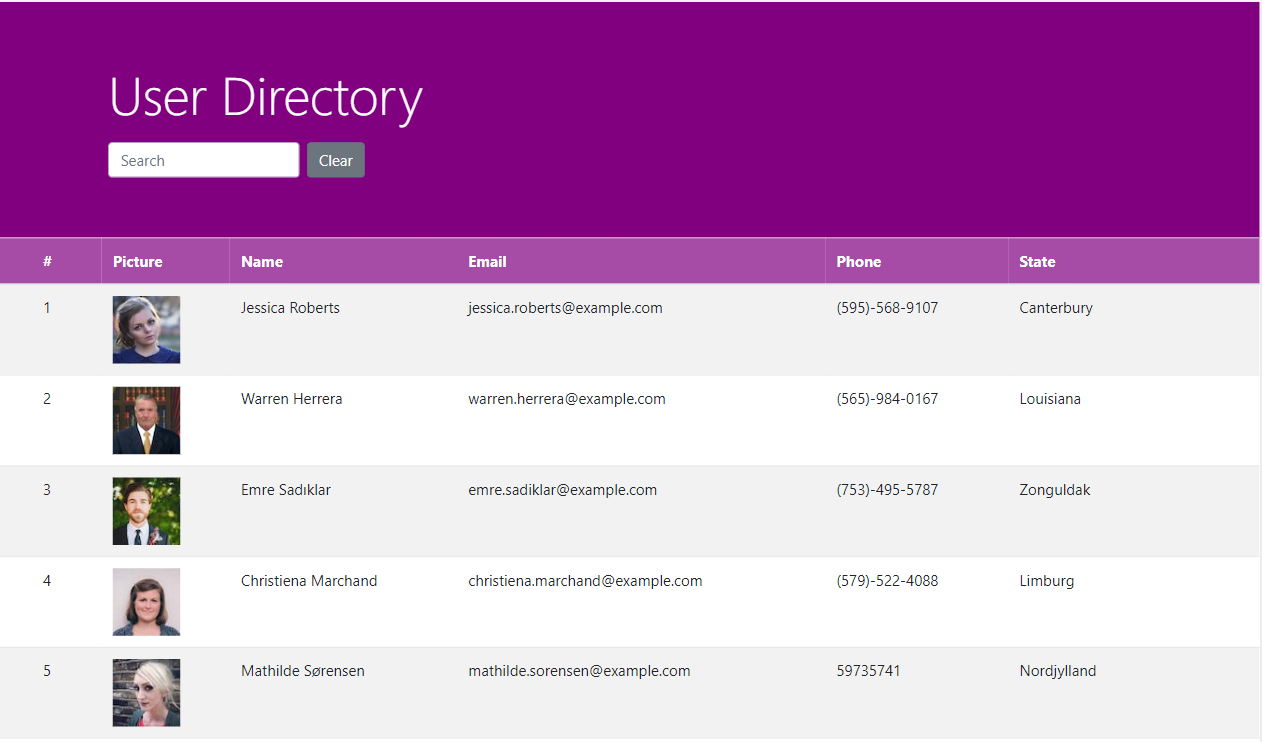 User Directory
Search Clear
# Picture Name Email Phone State
1 Jessica Roberts jessica.roberts@example.com (595)-568-9107 Canterbury
2 Warren Herrera warren.herrera@example.com (565)-984-0167 Louisiana
3 Emre Sadıklar emre.sadiklar@example.com (753)-495-5787 Zonguldak
4 Christiena Marchand christiena.marchand@example.com (579)-522-4088 Limburg
5 Mathilde Sørensen mathilde.sorensen@example.com 59735741 Nordjylland